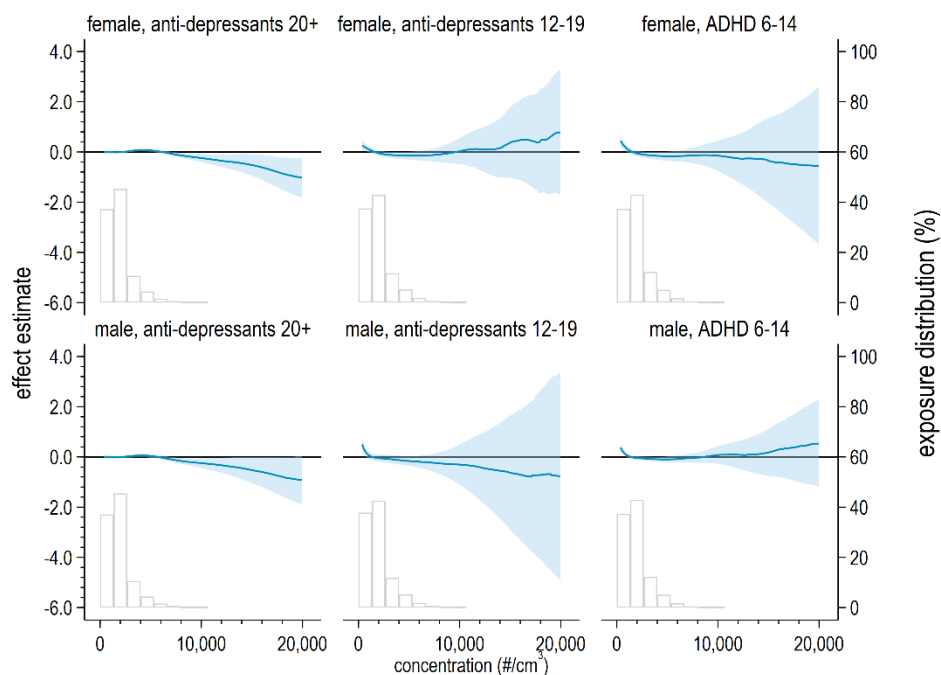 female, anti-depressants 20+
female, anti-depressants 12-19
female, ADHD 6-14
4.0
2.0
0.0
-2.0
-4.0
-6.0
100
80
60
40
20
0
effect estimate
exposure distribution (%)
male, anti-depressants 20+
male, anti-depressants 12-19
male, ADHD 6-14
4.0
2.0
0.0
-2.0
-4.0
-6.0
100
80
60
40
20
0
0 10,000 20,000
0 10,000 20,000
0 10,000 20,000
concentration (#/cm³)